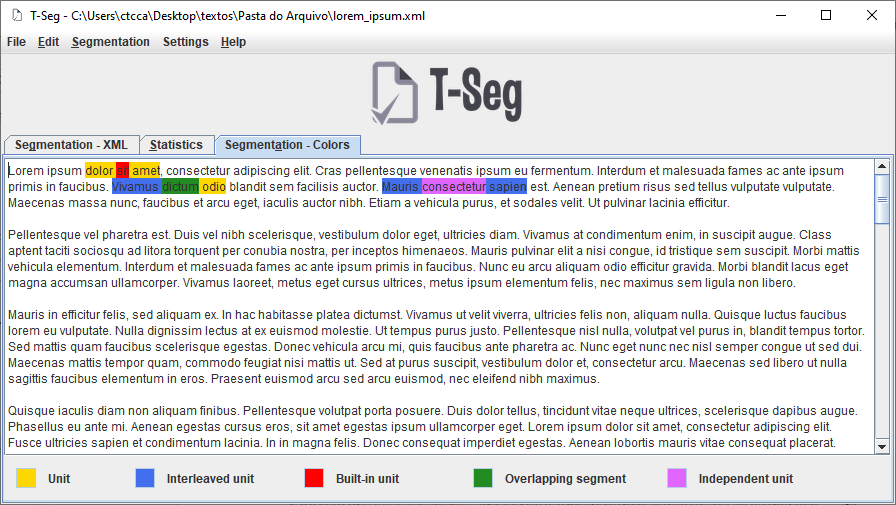 T-Seg - C:\Users\ctcca\Desktop\textos\Pasta do Arquivo\lorem_ipsum.xml
File Edit Segmentation Settings Help
T-Seg
Segmentation - XML Statistics Segmentation - Colors
Lorem ipsum dolor sit amet, consectetur adipiscing elit. Cras pellentesque venenatis ipsum eu fermentum. Interdum et malesuada fames ac ante ipsum
primis in faucibus. Vivamus dictum odio blandit sem facilisis auctor. Mauris consectetur sapien est. Aenean pretium risus sed tellus vulputate vulputate.
Maecenas massa nunc, faucibus et arcu eget, iaculis auctor nibh. Etiam a vehicula purus, et sodales velit. Ut pulvinar lacinia efficitur.
Pellentesque vel pharetra est. Duis vel nibh scelerisque, vestibulum dolor eget, ultricies diam. Vivamus at condimentum enim, in suscipit augue. Class
aptent taciti sociosqu ad litora torquent per conubia nostra, per inceptos himenaeos. Mauris pulvinar elit a nisi congue, id tristique sem suscipit. Morbi mattis
vehicula elementum. Interdum et malesuada fames ac ante ipsum primis in faucibus. Nunc eu arcu aliquam odio efficitur gravida. Morbi blandit lacus eget
magna accumsan ullamcorper. Vivamus laoreet, metus eget cursus ultrices, metus ipsum elementum felis, nec maximus sem ligula non libero.
Mauris in efficitur felis, sed aliquam ex. In hac habitasse platea dictumst. Vivamus ut velit viverra, ultricies felis non, aliquam nulla. Quisque luctus faucibus
lorem eu vulputate. Nulla dignissim lectus at ex euismod molestie. Ut tempus purus justo. Pellentesque nisl nulla, volutpat vel purus in, blandit tempus tortor.
Sed mattis quam faucibus scelerisque egestas. Donec vehicula arcu mi, quis faucibus ante pharetra ac. Nunc eget nunc nec nisl semper congue ut sed dui.
Maecenas mattis tempor quam, commodo feugiat nisi mattis ut. Sed at purus suscipit, vestibulum dolor et, consectetur arcu. Maecenas sed libero ut nulla
sagittis faucibus elementum in eros. Praesent euismod arcu sed arcu euismod, nec eleifend nibh maximus.
Quisque iaculis diam non aliquam finibus. Pellentesque volutpat porta posuere. Duis dolor tellus, tincidunt vitae neque ultrices, scelerisque dapibus augue.
Phasellus eu ante mi. Aenean egestas cursus eros, sit amet egestas ipsum ullamcorper eget. Lorem ipsum dolor sit amet, consectetur adipiscing elit.
Fusce ultricies sapien et condimentum lacinia. In in magna felis. Donec consequat imperdiet egestas. Aenean lobortis mauris vitae consequat placerat.
Unit Interleaved unit Built-in unit Overlapping segment Independent unit